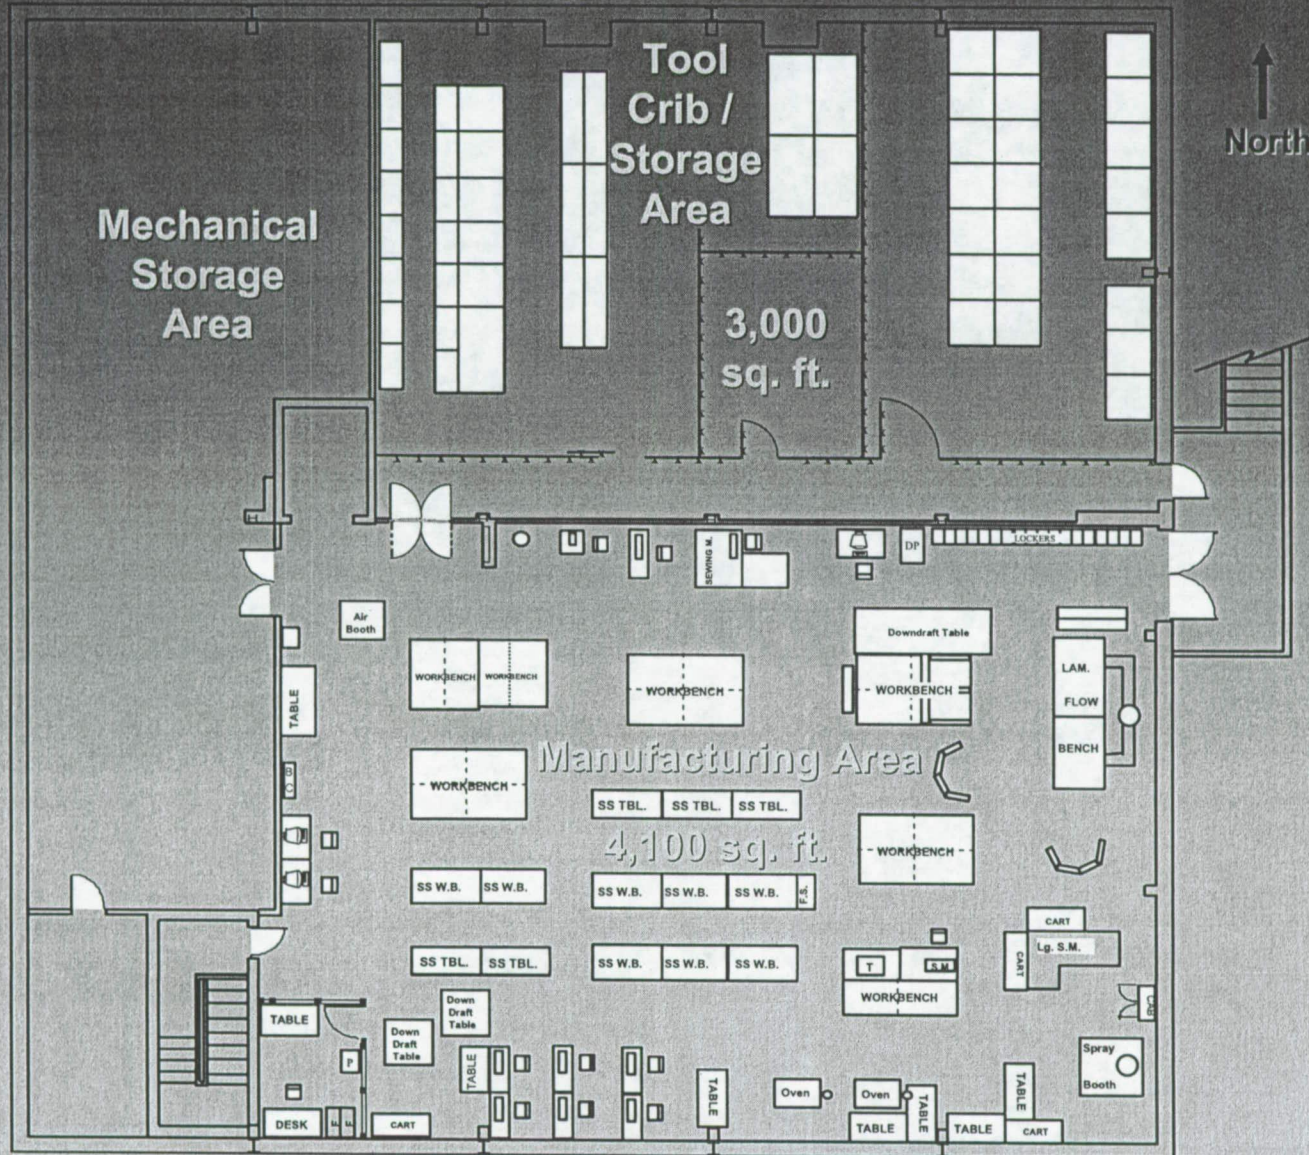 Tool
Crib /
Storage
Area
North
Mechanical
Storage
Area
3,000
sq. ft.
SEWING M.
DP
LOCKERS
Air
Booth
Downdraft Table
WORKBENCH
WORKBENCH
WORKBENCH
WORKBENCH
LAM.
FLOW
BENCH
TABLE
Manufacturing Area
WORKBENCH
SS TBL.
SS TBL.
SS TBL.
4,100 sq. ft.
WORKBENCH
SS W.B.
SS W.B.
SS W.B.
SS W.B.
SS W.B.
F.S.
CART
Lg. S.M.
CART
SS TBL.
SS TBL.
SS W.B.
SS W.B.
SS W.B.
T
S.M
WORKBENCH
CAB
TABLE
Down
Draft
Table
Down
Draft
Table
P
TABLE
Spray
Booth
TABLE
Oven
Oven
TABLE
TABLE
DESK
F
F
CART
TABLE
TABLE
CART